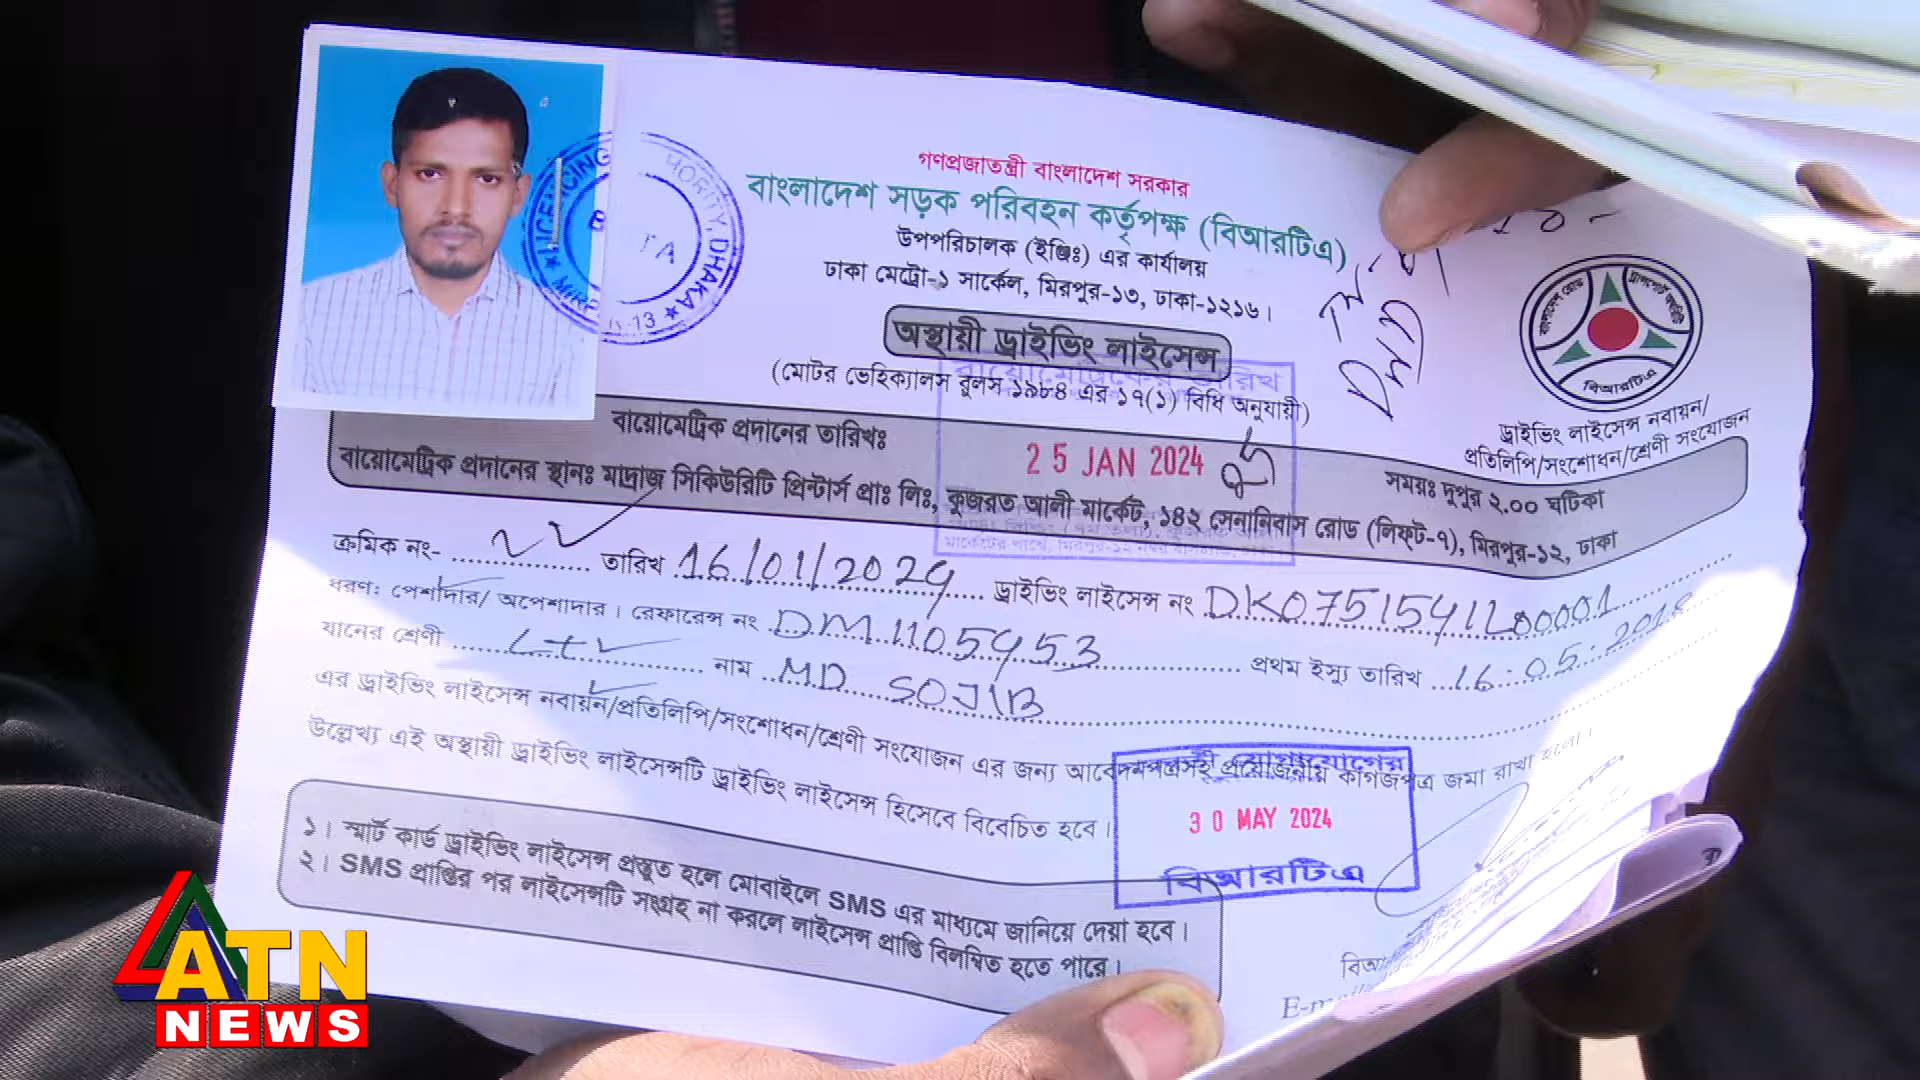 গণপ্রজাতন্ত্রী বাংলাদেশ সরকার
বাংলাদেশ সড়ক পরিবহন কর্তৃপক্ষ (বিআরটিএ)
উপপরিচালক (ইঞ্জিঃ) এর কার্যালয়
ঢাকা মেট্রো-১ সার্কেল, মিরপুর-১৩, ঢাকা-১২১৬।
অস্থায়ী ড্রাইভিং লাইসেন্স
(মোটর ভেহিক্যালস রুলস ১৯৮৪ এর ১৭(১) বিধি অনুযায়ী)
বিআরটিএ
ড্রাইভিং লাইসেন্স নবায়ন/
প্রতিলিপি/সংশোধন/শ্রেণী সংযোজন
বায়োমেট্রিক প্রদানের তারিখঃ 25 JAN 2024 সময়ঃ দুপুর ২.০০ ঘটিকা
বায়োমেট্রিক প্রদানের স্থানঃ মাদ্রাজ সিকিউরিটি প্রিন্টার্স প্রাঃ লিঃ, কুজরত আলী মার্কেট, ১৪২ সেনানিবাস রোড (লিফ্ট-৭), মিরপুর-১২, ঢাকা
ক্রমিক নং- তারিখ 16/01/2024 ড্রাইভিং লাইসেন্স নং DK0751541L00001
ধরণ: পেশাদার/ অপেশাদার। রেফারেন্স নং DM1105453 প্রথম ইস্যু তারিখ 16.05.2018
যানের শ্রেণী নাম MD SOJIB
এর ড্রাইভিং লাইসেন্স নবায়ন/প্রতিলিপি/সংশোধন/শ্রেণী সংযোজন এর জন্য আবেদনপত্রসহ প্রয়োজনীয় কাগজপত্র জমা রাখা হলো।
উল্লেখ্য এই অস্থায়ী ড্রাইভিং লাইসেন্সটি ড্রাইভিং লাইসেন্স হিসেবে বিবেচিত হবে।
30 MAY 2024
বিআরটিএ
১। স্মার্ট কার্ড ড্রাইভিং লাইসেন্স প্রস্তুত হলে মোবাইলে SMS এর মাধ্যমে জানিয়ে দেয়া হবে।
২। SMS প্রাপ্তির পর লাইসেন্সটি সংগ্রহ না করলে লাইসেন্স প্রাপ্তি বিলম্বিত হতে পারে।
ATN
NEWS